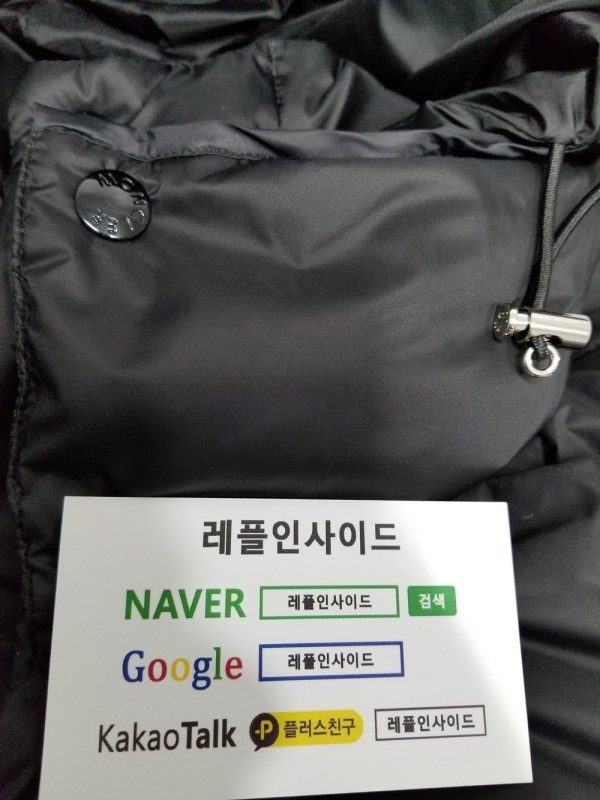 MONCLER
레플인사이드
NAVER 레플인사이드 검색
Google 레플인사이드
KakaoTalk P 플러스친구 레플인사이드